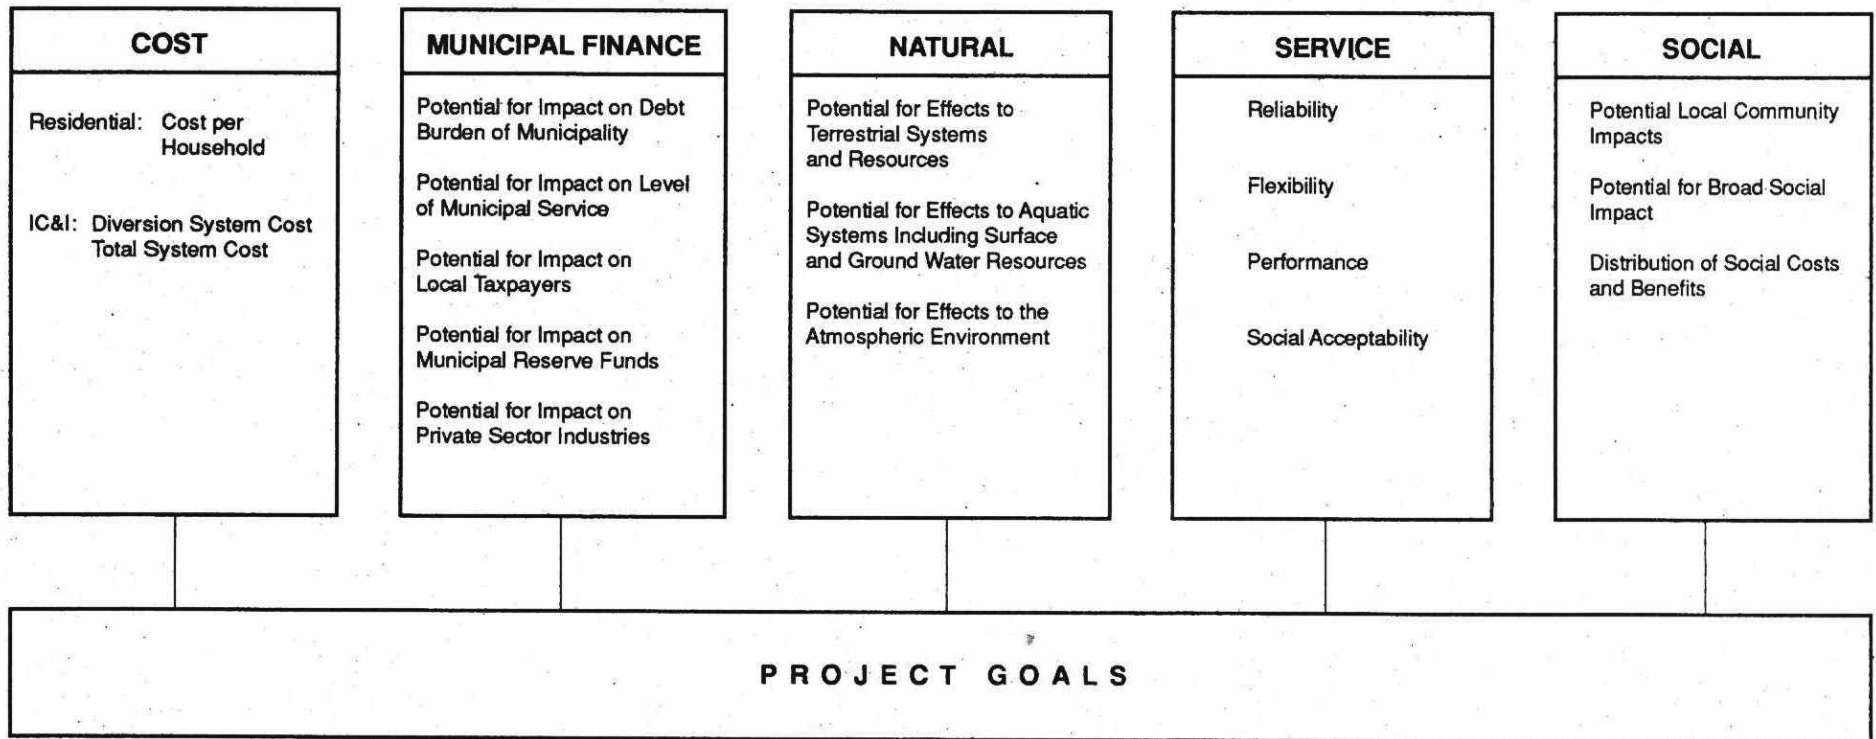 COST
Residential: Cost per
Household
IC&I: Diversion System Cost
Total System Cost
MUNICIPAL FINANCE
Potential for Impact on Debt
Burden of Municipality
Potential for Impact on Level
of Municipal Service
Potential for Impact on
Local Taxpayers
Potential for Impact on
Municipal Reserve Funds
Potential for Impact on
Private Sector Industries
NATURAL
Potential for Effects to
Terrestrial Systems
and Resources
Potential for Effects to Aquatic
Systems Including Surface
and Ground Water Resources
Potential for Effects to the
Atmospheric Environment
SERVICE
Reliability
Flexibility
Performance
Social Acceptability
SOCIAL
Potential Local Community
Impacts
Potential for Broad Social
Impact
Distribution of Social Costs
and Benefits
PROJECT GOALS